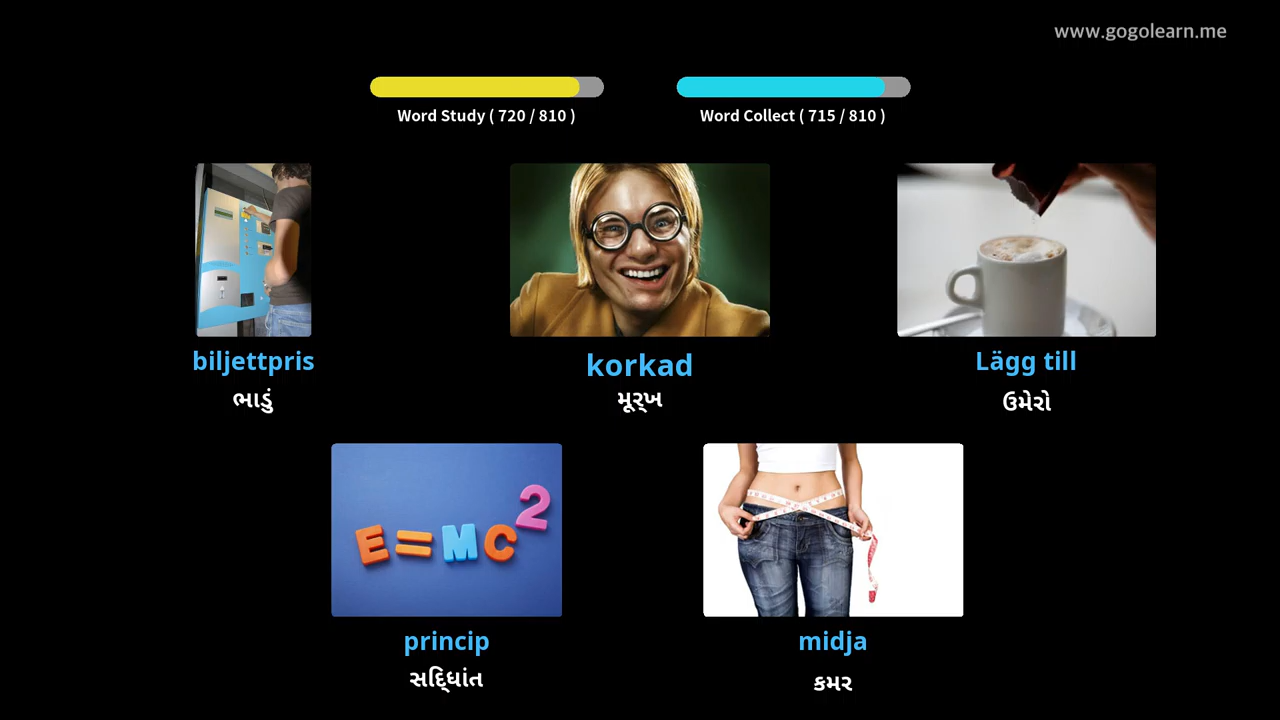 www.gogolearn.me
Word Study ( 720 / 810 )
Word Collect ( 715 / 810 )
biljettpris
ભાડું
korkad
મૂર્ખ
Lägg till
ઉમેરો
E=MC2
princip
સદ્ધિાંત
midja
કમર